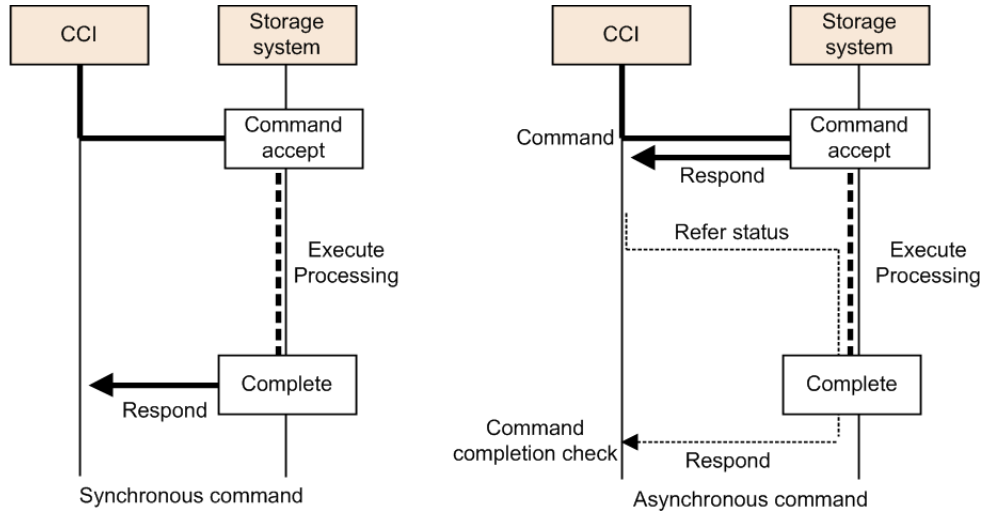 CCI
Storage
system
Command
accept
Execute
Processing
Complete
Respond
Synchronous command
CCI
Storage
system
Command
Command
accept
Respond
Refer status
Execute
Processing
Complete
Command
completion check
Respond
Asynchronous command